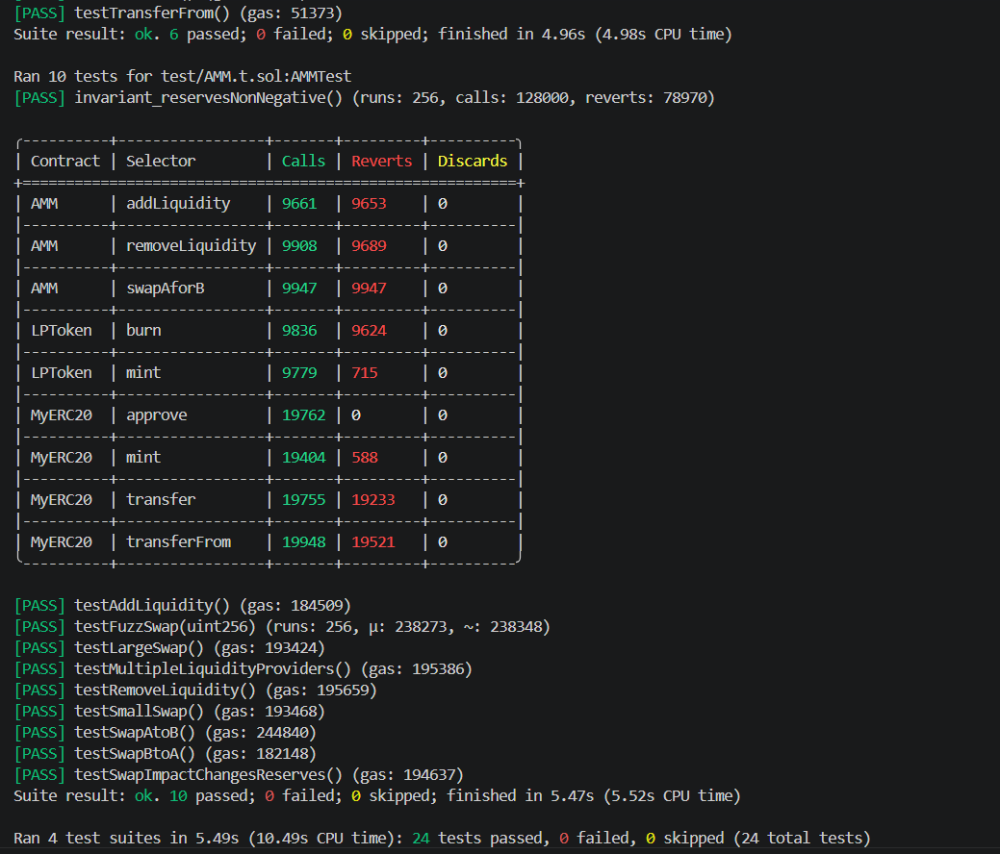 [PASS] testTransferFrom() (gas: 51373)
Suite result: ok. 6 passed; 0 failed; 0 skipped; finished in 4.96s (4.98s CPU time)
Ran 10 tests for test/AMM.t.sol:AMMTest
[PASS] invariant_reservesNonNegative() (runs: 256, calls: 128000, reverts: 78970)
╭----------+-----------------+-------+---------+----------╮
| Contract | Selector        | Calls | Reverts | Discards |
+=========================================================+
| AMM      | addLiquidity    | 9661  | 9653    | 0        |
|----------+-----------------+-------+---------+----------|
| AMM      | removeLiquidity | 9908  | 9689    | 0        |
|----------+-----------------+-------+---------+----------|
| AMM      | swapAforB       | 9947  | 9947    | 0        |
|----------+-----------------+-------+---------+----------|
| LPToken  | burn            | 9836  | 9624    | 0        |
|----------+-----------------+-------+---------+----------|
| LPToken  | mint            | 9779  | 715     | 0        |
|----------+-----------------+-------+---------+----------|
| MyERC20  | approve         | 19762 | 0       | 0        |
|----------+-----------------+-------+---------+----------|
| MyERC20  | mint            | 19404 | 588     | 0        |
|----------+-----------------+-------+---------+----------|
| MyERC20  | transfer        | 19755 | 19233   | 0        |
|----------+-----------------+-------+---------+----------|
| MyERC20  | transferFrom    | 19948 | 19521   | 0        |
╰----------+-----------------+-------+---------+----------╯
[PASS] testAddLiquidity() (gas: 184509)
[PASS] testFuzzSwap(uint256) (runs: 256, μ: 238273, ~: 238348)
[PASS] testLargeSwap() (gas: 193424)
[PASS] testMultipleLiquidityProviders() (gas: 195386)
[PASS] testRemoveLiquidity() (gas: 195659)
[PASS] testSmallSwap() (gas: 193468)
[PASS] testSwapAtoB() (gas: 244840)
[PASS] testSwapBtoA() (gas: 182148)
[PASS] testSwapImpactChangesReserves() (gas: 194637)
Suite result: ok. 10 passed; 0 failed; 0 skipped; finished in 5.47s (5.52s CPU time)
Ran 4 test suites in 5.49s (10.49s CPU time): 24 tests passed, 0 failed, 0 skipped (24 total tests)